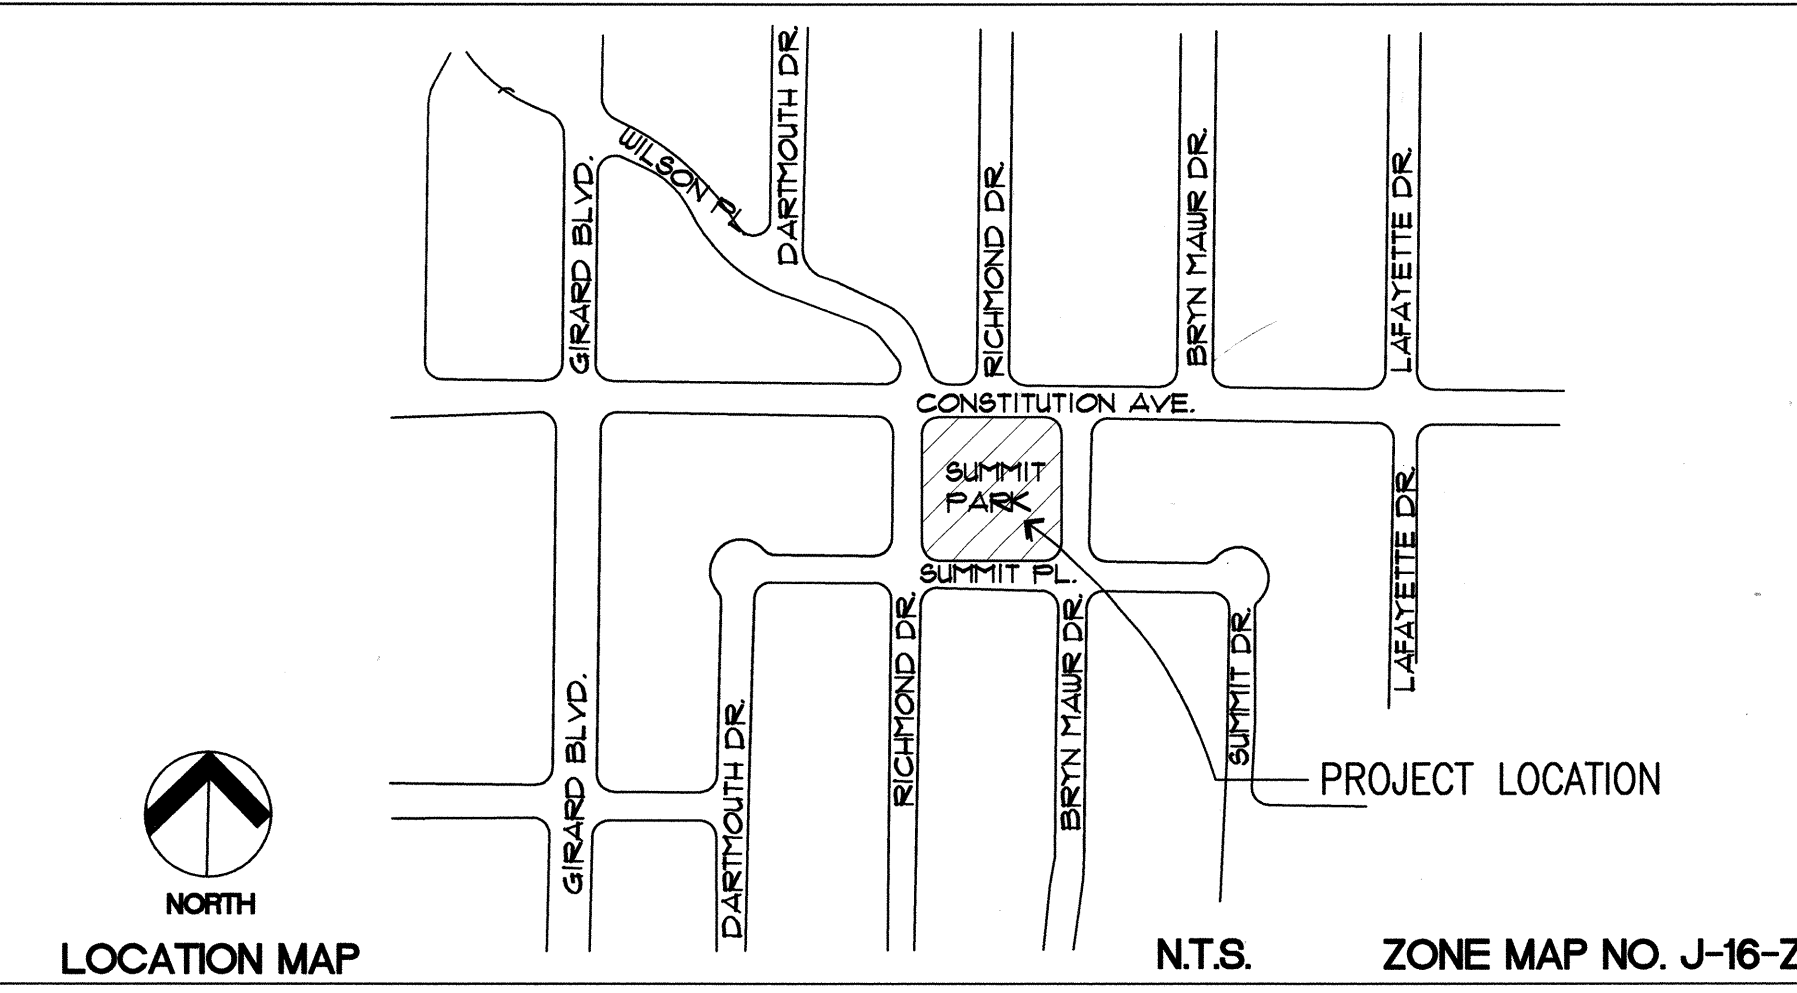 DARTMOUTH DR.
WILSON PL.
GIRARD BLVD.
RICHMOND DR.
BRYN MAWR DR.
LAFAYETTE DR.
CONSTITUTION AVE.
SUMMIT
PARK
SUMMIT PL.
LAFAYETTE DR.
GIRARD BLVD.
DARTMOUTH DR.
RICHMOND DR.
BRYN MAWR DR.
SUMMIT DR.
PROJECT LOCATION
NORTH
LOCATION MAP
N.T.S.
ZONE MAP NO. J-16-Z